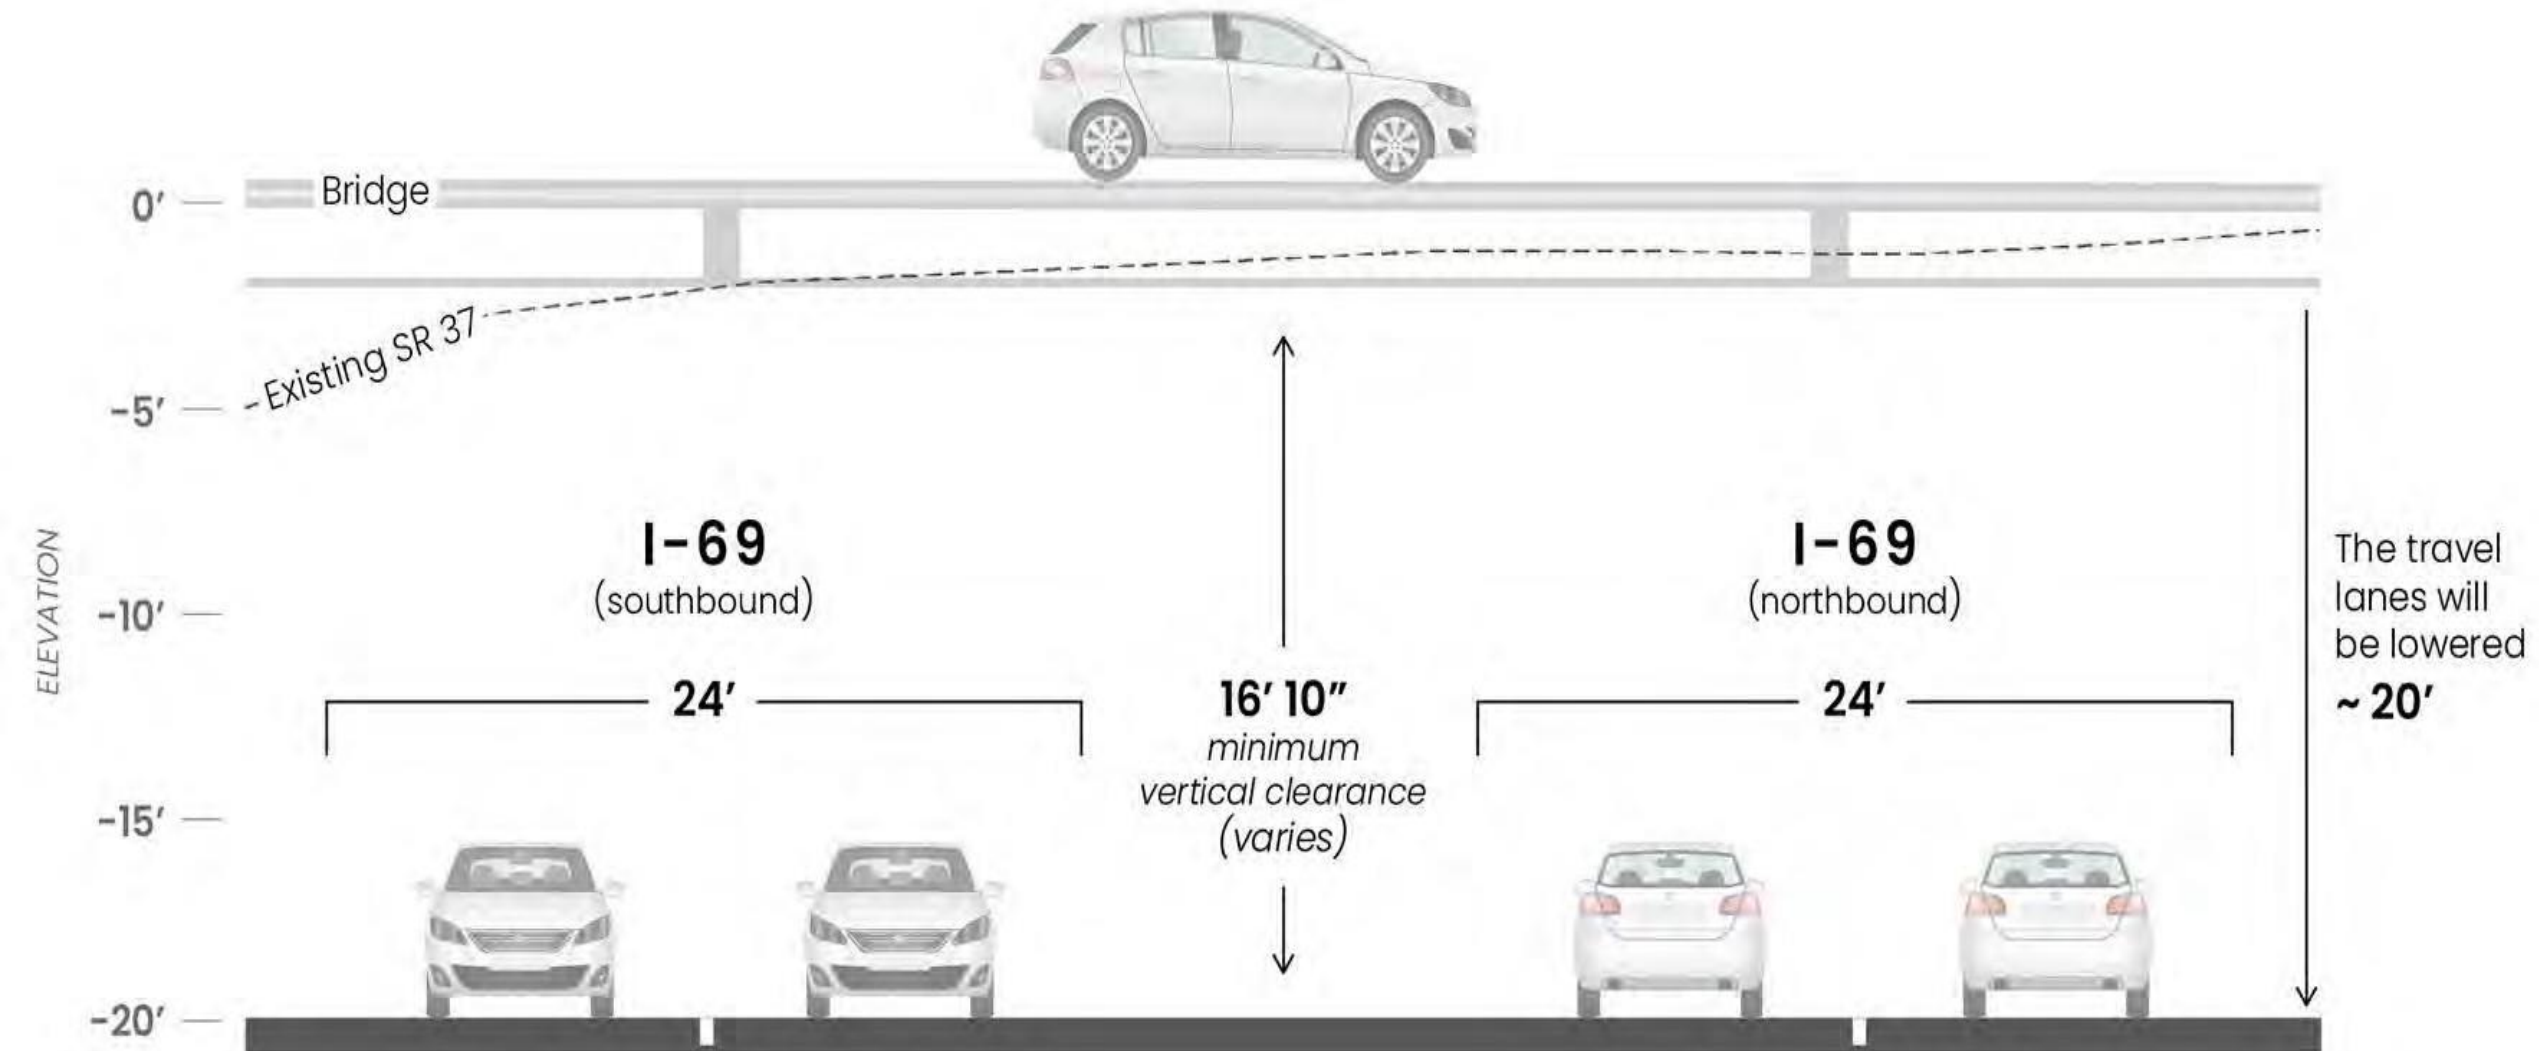 0’
Bridge
Existing SR 37
-5’
ELEVATION
-10’
-15’
-20’
I-69
(southbound)
24’
16’ 10”
minimum
vertical clearance
(varies)
I-69
(northbound)
24’
The travel
lanes will
be lowered
~ 20’